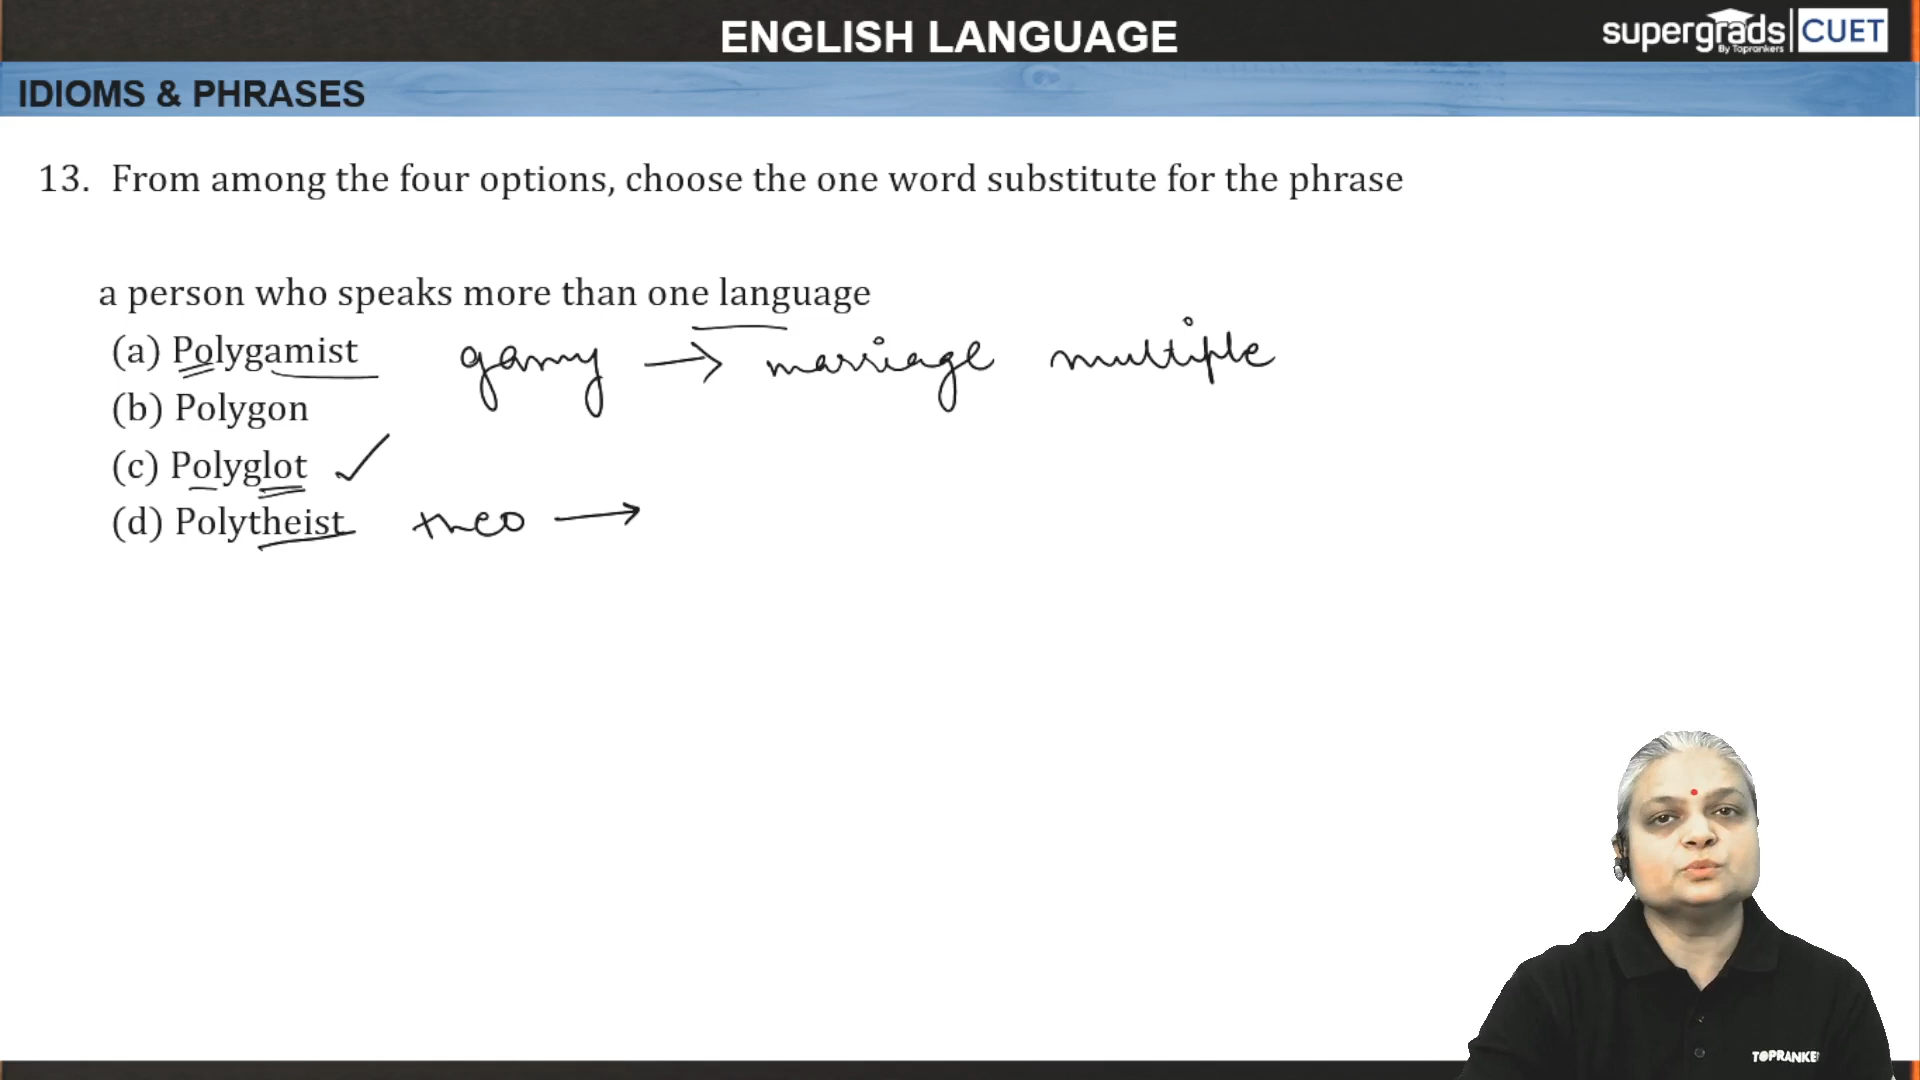 ENGLISH LANGUAGE
supergrads By Toprankers CUET
IDIOMS & PHRASES
13. From among the four options, choose the one word substitute for the phrase
a person who speaks more than one language
(a) Polygamist gamy → marriage multiple
(b) Polygon
(c) Polyglot ✓
(d) Polytheist theo →
TOPRANKE